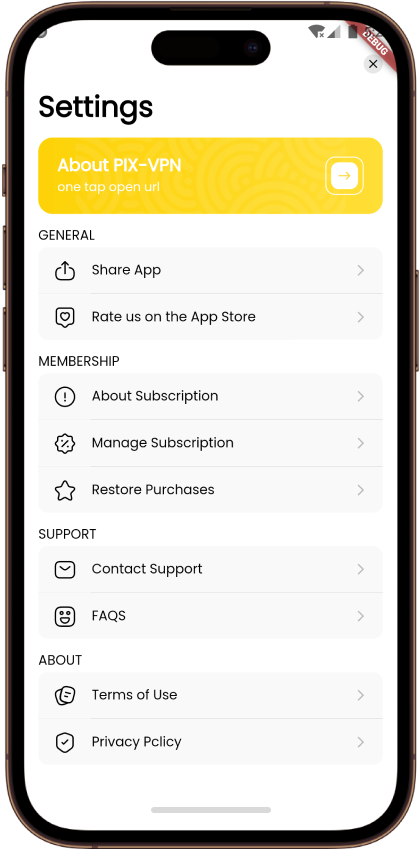 DEBUG
Settings
About PIX-VPN
one tap open url
GENERAL
Share App
Rate us on the App Store
MEMBERSHIP
About Subscription
Manage Subscription
Restore Purchases
SUPPORT
Contact Support
FAQS
ABOUT
Terms of Use
Privacy Pclicy